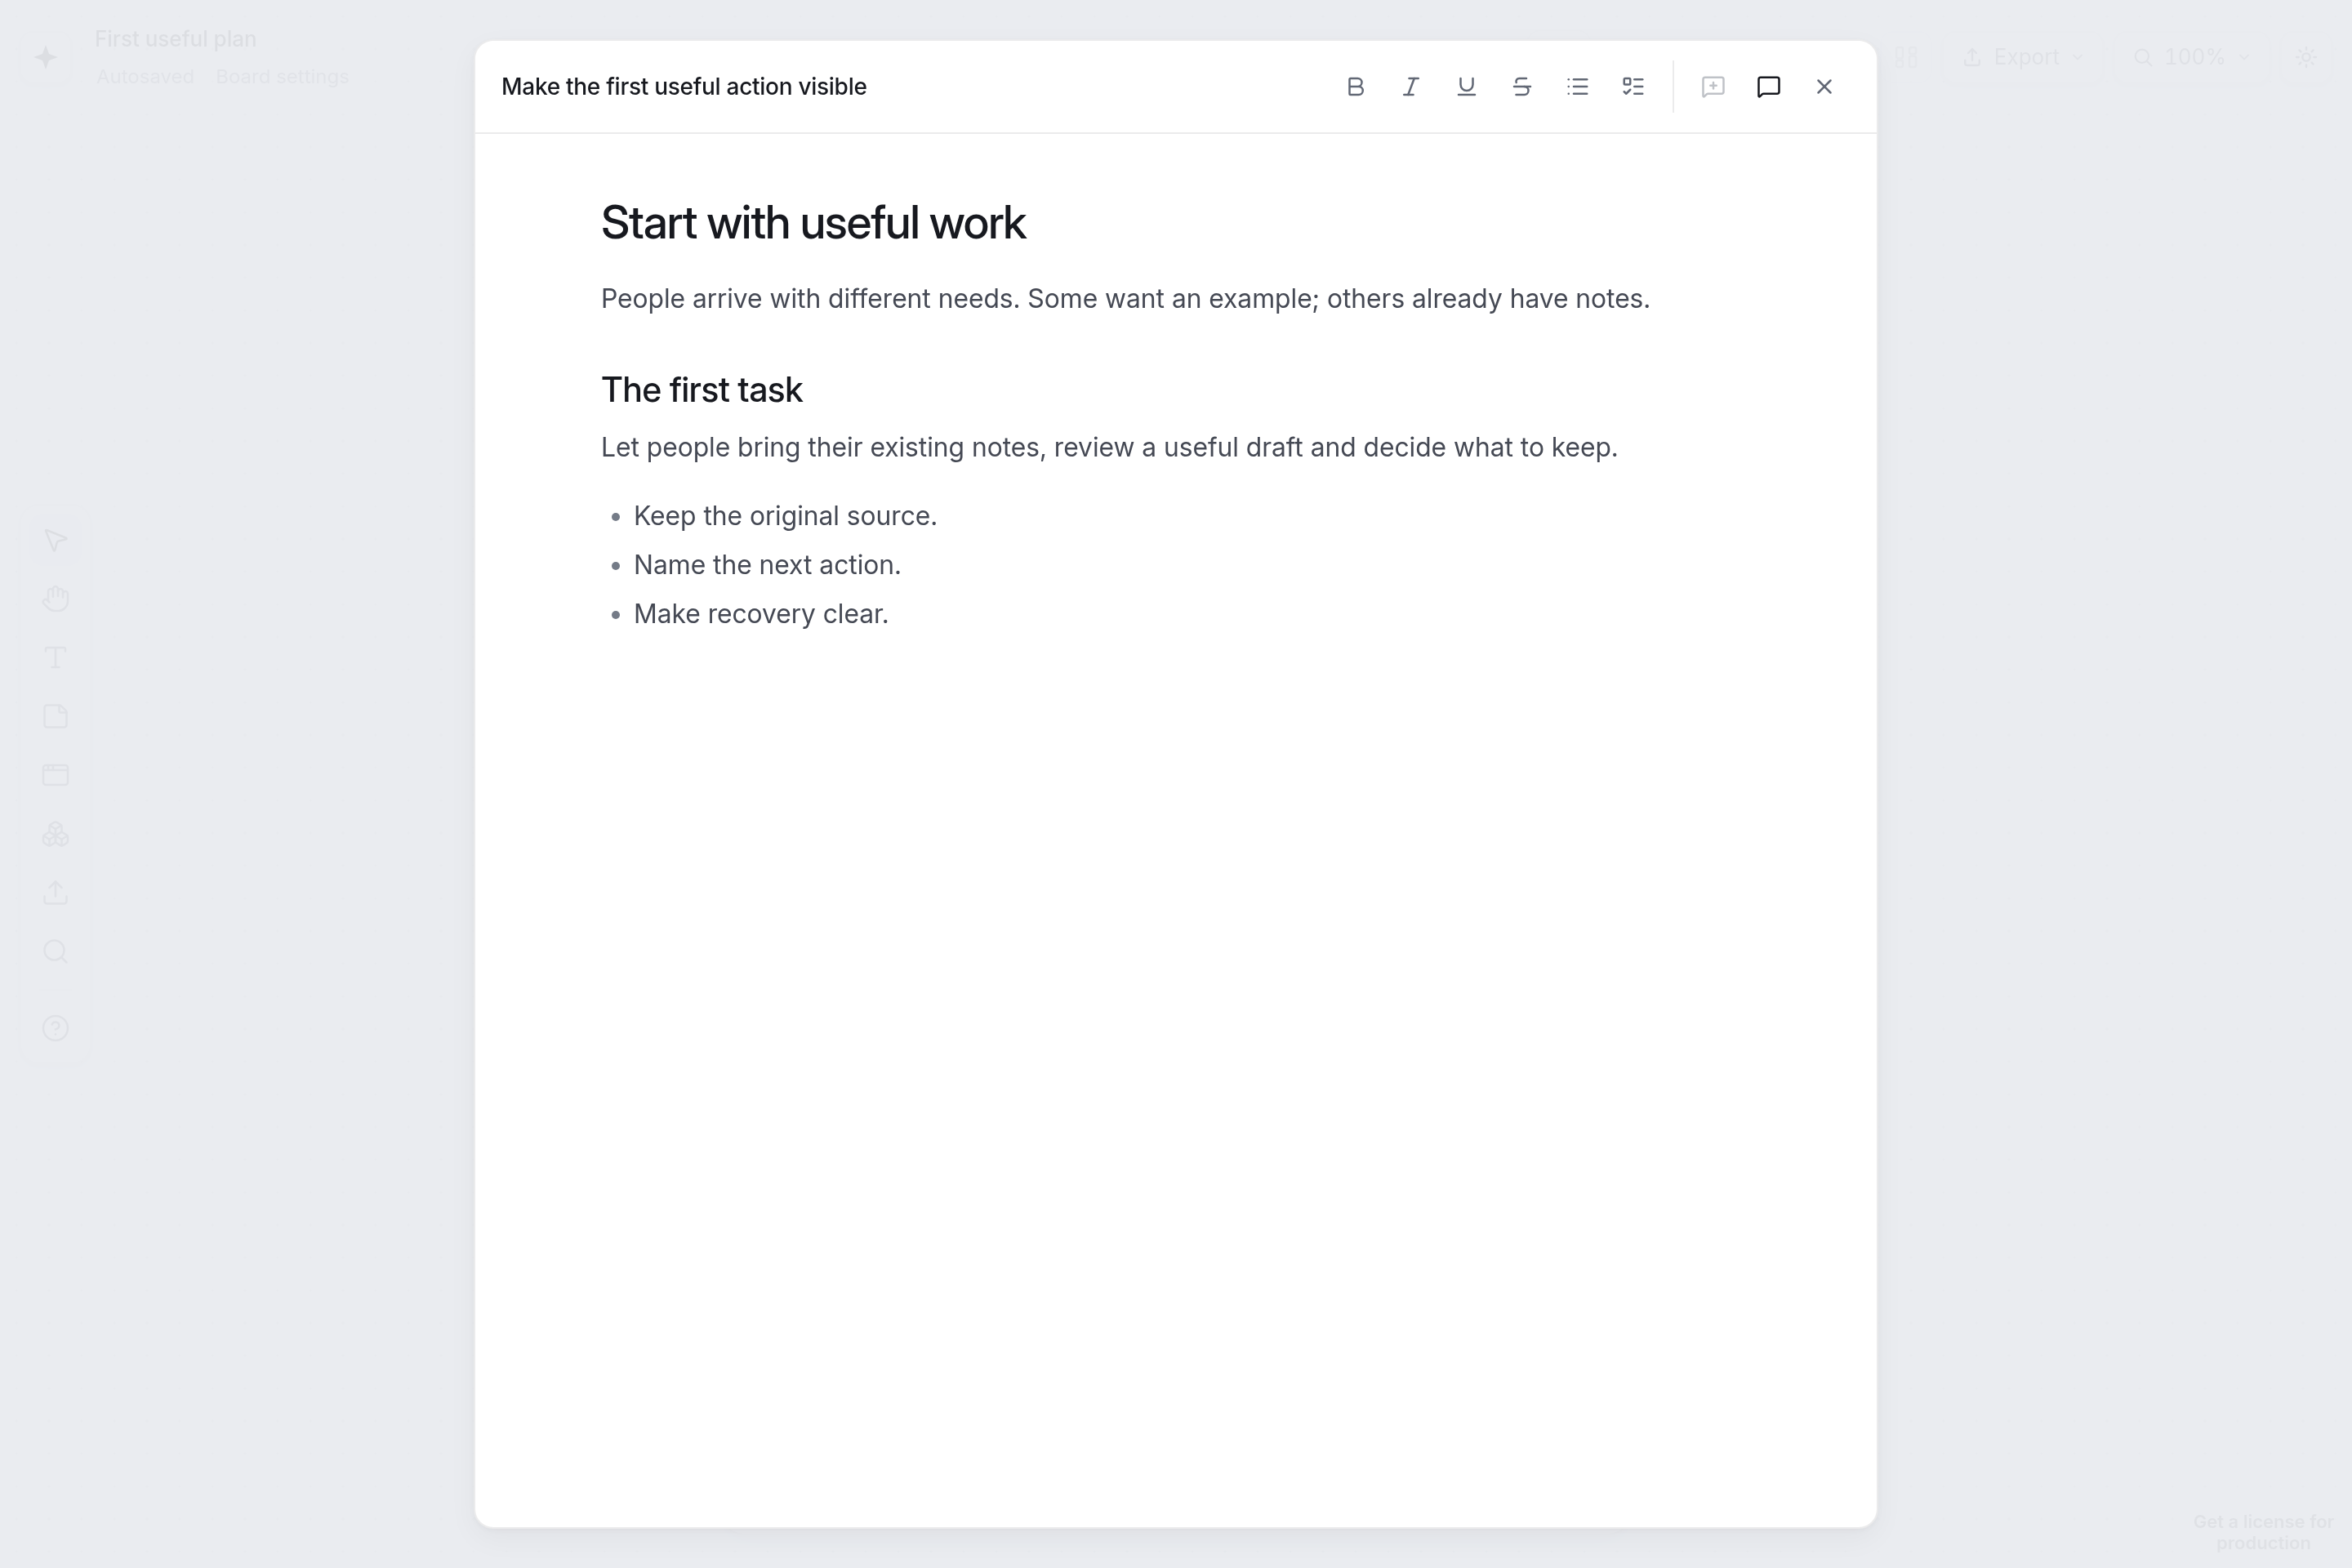 First useful plan
Autosaved Board settings
Export 100%
Make the first useful action visible
Start with useful work
People arrive with different needs. Some want an example; others already have notes.
The first task
Let people bring their existing notes, review a useful draft and decide what to keep.
Keep the original source.
Name the next action.
Make recovery clear.
Get a license for
production